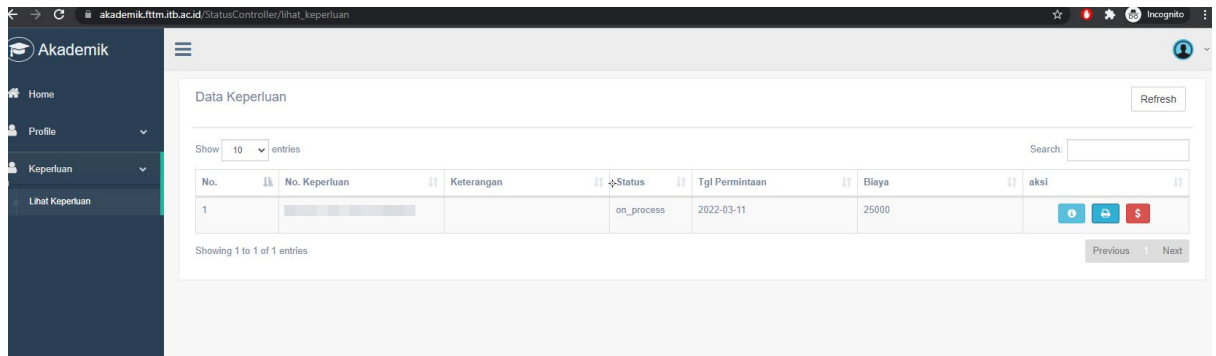 akademik.fttm.itb.ac.id/StatusController/lihat_keperluan
Incognito
Akademik
Home
Profile
Keperluan
Lihat Keperluan
Data Keperluan
Refresh
Show 10 entries
Search:
No. No. Keperluan Keterangan Status Tgl Permintaan Biaya aksi
1 on_process 2022-03-11 25000 $
Showing 1 to 1 of 1 entries
Previous 1 Next